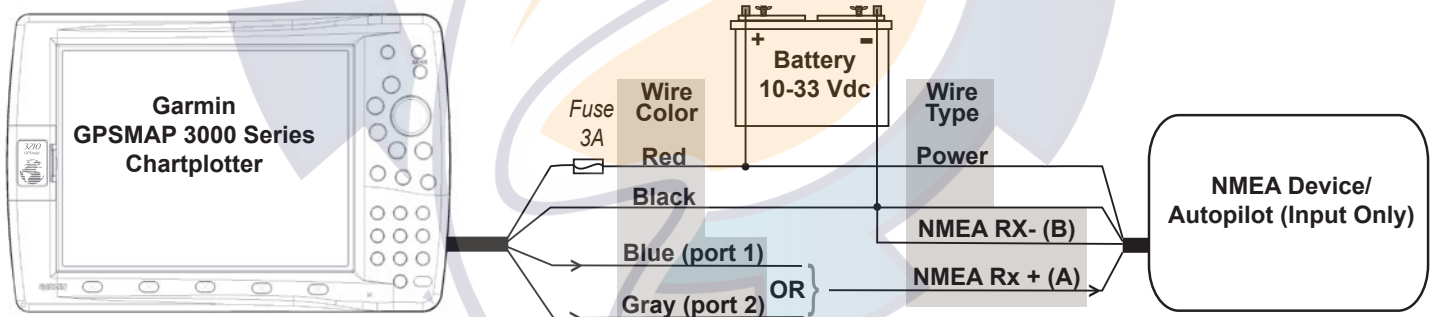 Garmin
GPSMAP 3000 Series
Chartplotter
3210
Fuse
3A
Wire
Color
Red
Black
Blue (port 1)
Gray (port 2)
OR
+ -
Battery
10-33 Vdc
Wire
Type
Power
NMEA RX- (B)
NMEA Rx + (A)
NMEA Device/
Autopilot (Input Only)